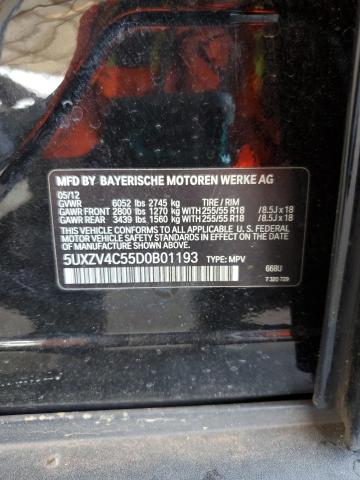 MFD BY BAYERISCHE MOTOREN WERKE AG
05/12
GVWR 6052 lbs 2745 kg TIRE / RIM
GAWR FRONT 2800 lbs 1270 kg WITH 255/55 R18 / 8.5J x 18
GAWR REAR 3439 lbs 1560 kg WITH 255/55 R18 / 8.5J x 18
THIS VEHICLE CONFORMS TO ALL APPLICABLE U.S. FEDERAL
MOTOR VEHICLE SAFETY STANDARDS IN EFFECT
ON THE DATE OF MANUFACTURE SHOWN ABOVE.
5UXZV4C55D0B01193 TYPE: MPV 668U
7 320 729